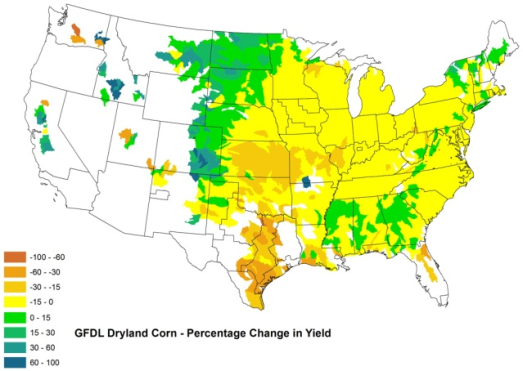 -100 - -60
-60 - -30
-30 - -15
-15 - 0
0 - 15
15 - 30
30 - 60
60 - 100
GFDL Dryland Corn - Percentage Change in Yield